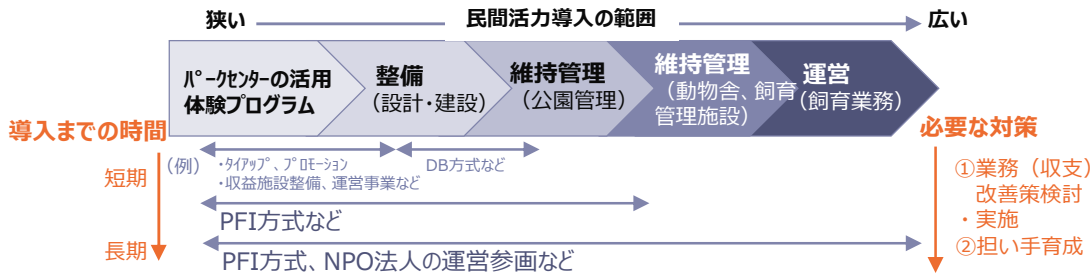 狭い
民間活力導入の範囲
広い
ﾊﾟｰｸセンターの活用
体験プログラム
整備
（設計・建設）
維持管理
（公園管理）
維持管理
（動物舎、飼育
管理施設）
運営
（飼育業務）
導入までの時間
短期
長期
（例）
・ﾀｲｱｯﾌﾟ、ﾌﾟﾛﾓｰｼｮﾝ
・収益施設整備、運営事業など
DB方式など
PFI方式など
PFI方式、NPO法人の運営参画など
必要な対策
①業務（収支）
改善策検討
・実施
②担い手育成